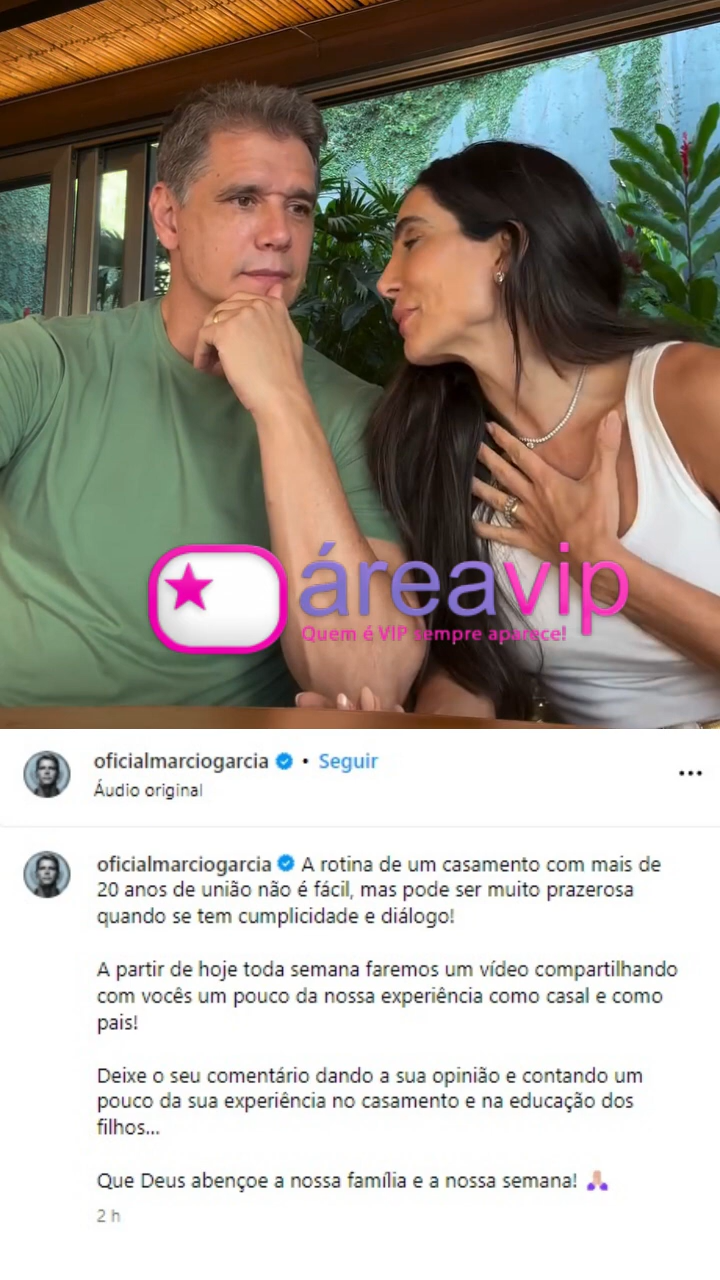 áreavip
Quem é VIP sempre aparece!
oficialmarciogarcia • Seguir
Áudio original
oficialmarciogarcia A rotina de um casamento com mais de
20 anos de união não é fácil, mas pode ser muito prazerosa
quando se tem cumplicidade e diálogo!
A partir de hoje toda semana faremos um vídeo compartilhando
com vocês um pouco da nossa experiência como casal e como
pais!
Deixe o seu comentário dando a sua opinião e contando um
pouco da sua experiência no casamento e na educação dos
filhos...
Que Deus abençoe a nossa família e a nossa semana! 🙏🏼
2 h